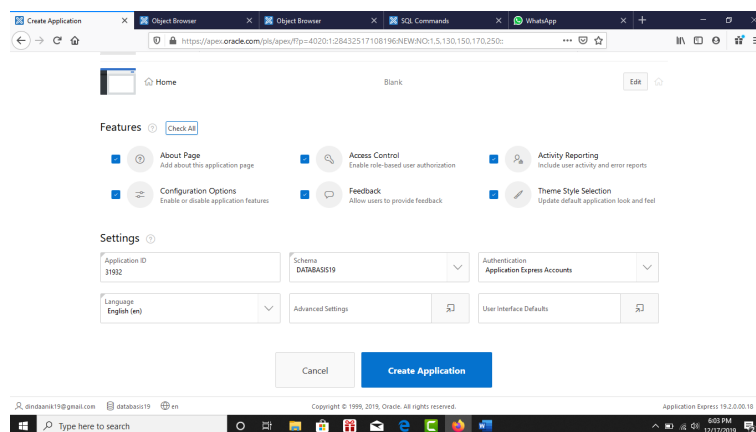 Create Application
Object Browser
Object Browser
SQL Commands
WhatsApp
https://apex.oracle.com/pls/apex/f?p=4020:1:28432517108196:NEW:NO:1,5,130,150,170,250::
Home
Blank
Edit
Features
Check All
About Page
Add about this application page
Access Control
Enable role-based user authorization
Activity Reporting
Include user activity and error reports
Configuration Options
Enable or disable application features
Feedback
Allow users to provide feedback
Theme Style Selection
Update default application look and feel
Settings
Application ID
31932
Schema
DATABASIS19
Authentication
Application Express Accounts
Language
English (en)
Advanced Settings
User Interface Defaults
Cancel
Create Application
dindaanik19@gmail.com
databasis19
en
Copyright © 1999, 2019, Oracle. All rights reserved.
Application Express 19.2.0.00.18
Type here to search
6:03 PM
12/17/2019